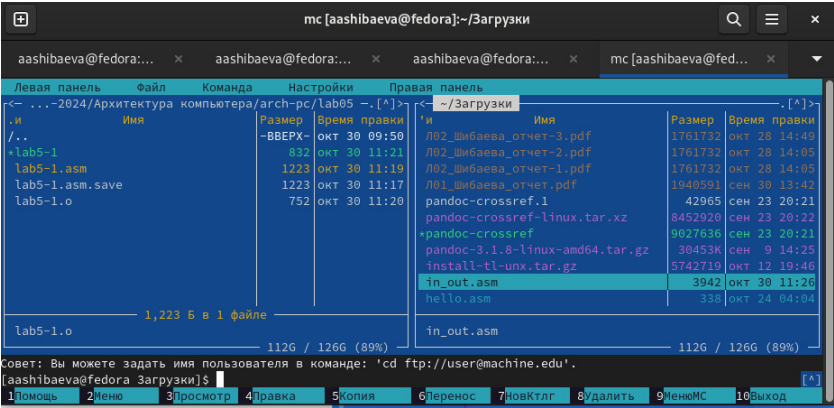 mc [aashibaeva@fedora]:~/Загрузки
aashibaeva@fedora:... × aashibaeva@fedora:... × aashibaeva@fedora:... × mc [aashibaeva@fed... ×
Левая панель Файл Команда Настройки Правая панель
<— ...-2024/Архитектура компьютера/arch-pc/lab05 —.[^]> <— ~/Загрузки —.[^]>
.и Имя Размер Время правки 'и Имя Размер Время правки
/.. -ВВЕРХ- окт 30 09:50 Л02_Шибаева_отчет-3.pdf 1761732 окт 28 14:49
*lab5-1 832 окт 30 11:21 Л02_Шибаева_отчет-2.pdf 1761732 окт 28 14:05
lab5-1.asm 1223 окт 30 11:19 Л02_Шибаева_отчет-1.pdf 1761732 окт 28 14:05
lab5-1.asm.save 1223 окт 30 11:17 Л01_Шибаева_отчет.pdf 1940591 сен 30 13:42
lab5-1.o 752 окт 30 11:20 pandoc-crossref.1 42965 сен 23 20:21
pandoc-crossref-linux.tar.xz 8452920 сен 23 20:22
*pandoc-crossref 9027636 сен 23 20:21
pandoc-3.1.8-linux-amd64.tar.gz 30453K сен 9 14:25
install-tl-unx.tar.gz 5742719 окт 12 19:46
in_out.asm 3942 окт 30 11:26
hello.asm 338 окт 24 04:04
1,223 Б в 1 файле
lab5-1.o in_out.asm
112G / 126G (89%) 112G / 126G (89%)
Совет: Вы можете задать имя пользователя в команде: 'cd ftp://user@machine.edu'.
[aashibaeva@fedora Загрузки]$ [^]
1Помощь 2Меню 3Просмотр 4Правка 5Копия 6Перенос 7НовКтлг 8Удалить 9МенюМС 10Выход